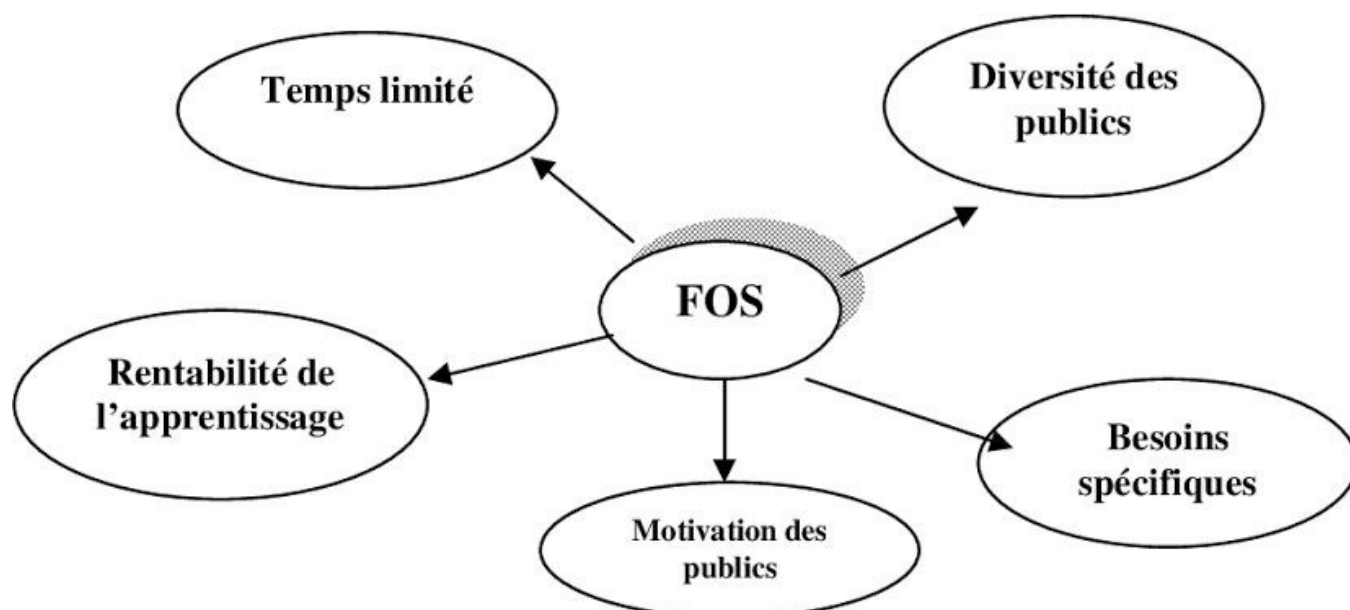 Temps limité
Diversité des
publics
FOS
Rentabilité de
l’apprentissage
Besoins
spécifiques
Motivation des
publics